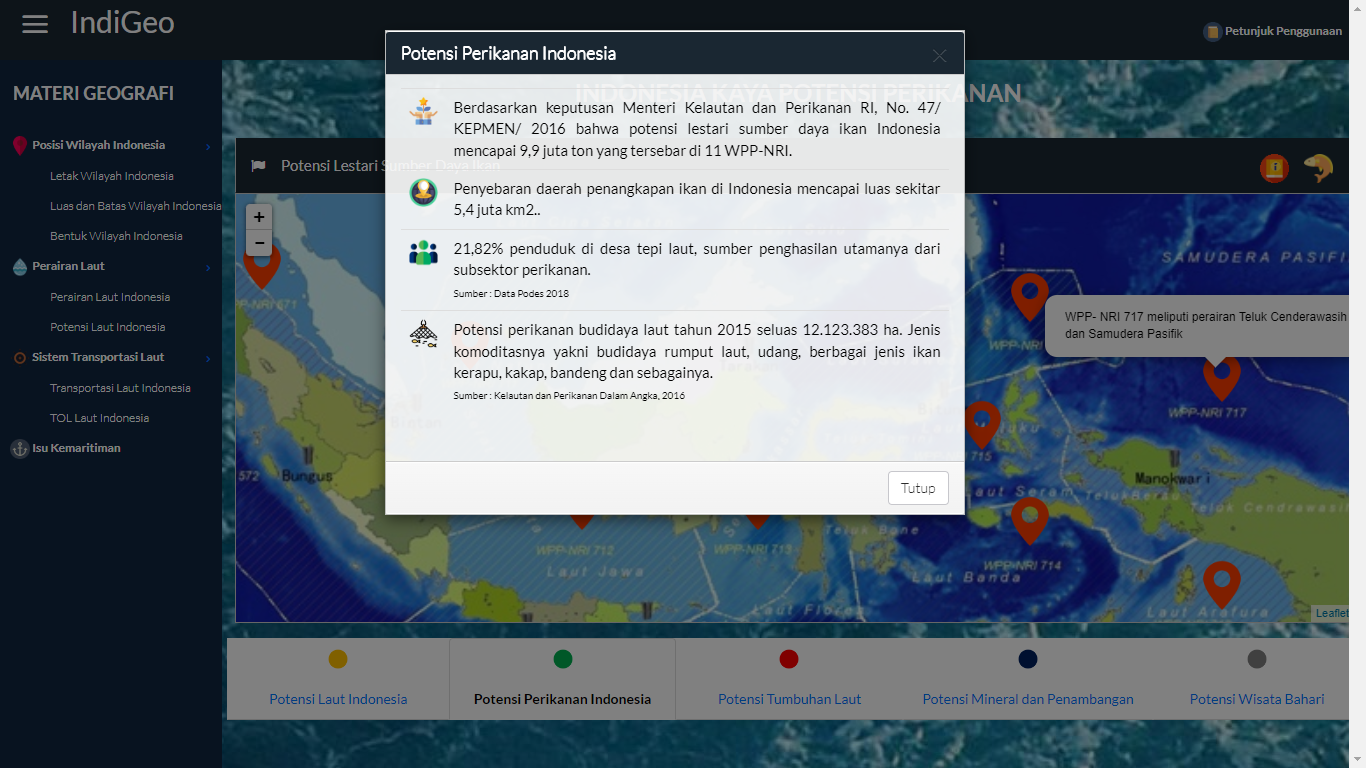 IndiGeo
Petunjuk Penggunaan
MATERI GEOGRAFI
Posisi Wilayah Indonesia
Letak Wilayah Indonesia
Luas dan Batas Wilayah Indonesia
Bentuk Wilayah Indonesia
Perairan Laut
Perairan Laut Indonesia
Potensi Laut Indonesia
Sistem Transportasi Laut
Transportasi Laut Indonesia
TOL Laut Indonesia
Isu Kemaritiman
INDONESIA KAYA POTENSI PERIKANAN
Potensi Lestari Sumber Daya Ikan
Potensi Perikanan Indonesia
×
Berdasarkan keputusan Menteri Kelautan dan Perikanan RI, No. 47/
KEPMEN/ 2016 bahwa potensi lestari sumber daya ikan Indonesia
mencapai 9,9 juta ton yang tersebar di 11 WPP-NRI.
Penyebaran daerah penangkapan ikan di Indonesia mencapai luas sekitar
5,4 juta km2..
21,82% penduduk di desa tepi laut, sumber penghasilan utamanya dari
subsektor perikanan.
Sumber : Data Podes 2018
Potensi perikanan budidaya laut tahun 2015 seluas 12.123.383 ha. Jenis
komoditasnya yakni budidaya rumput laut, udang, berbagai jenis ikan
kerapu, kakap, bandeng dan sebagainya.
Sumber : Kelautan dan Perikanan Dalam Angka, 2016
Tutup
+
−
SAMUDERA PASIFI
WPP-NRI
WPP- NRI 717 meliputi perairan Teluk Cenderawasih
dan Samudera Pasifik
WPP-NRI 717
715
572
Bungus
Manokwari
Laut Seram
Teluk Berau
Teluk Cendrawasih
Teluk Bone
WPP-NRI 712
WPP-NRI 713
WPP-NRI 714
Laut Jawa
Laut Banda
Laut Flores
Laut Arafura
Leaflet
Potensi Laut Indonesia
Potensi Perikanan Indonesia
Potensi Tumbuhan Laut
Potensi Mineral dan Penambangan
Potensi Wisata Bahari